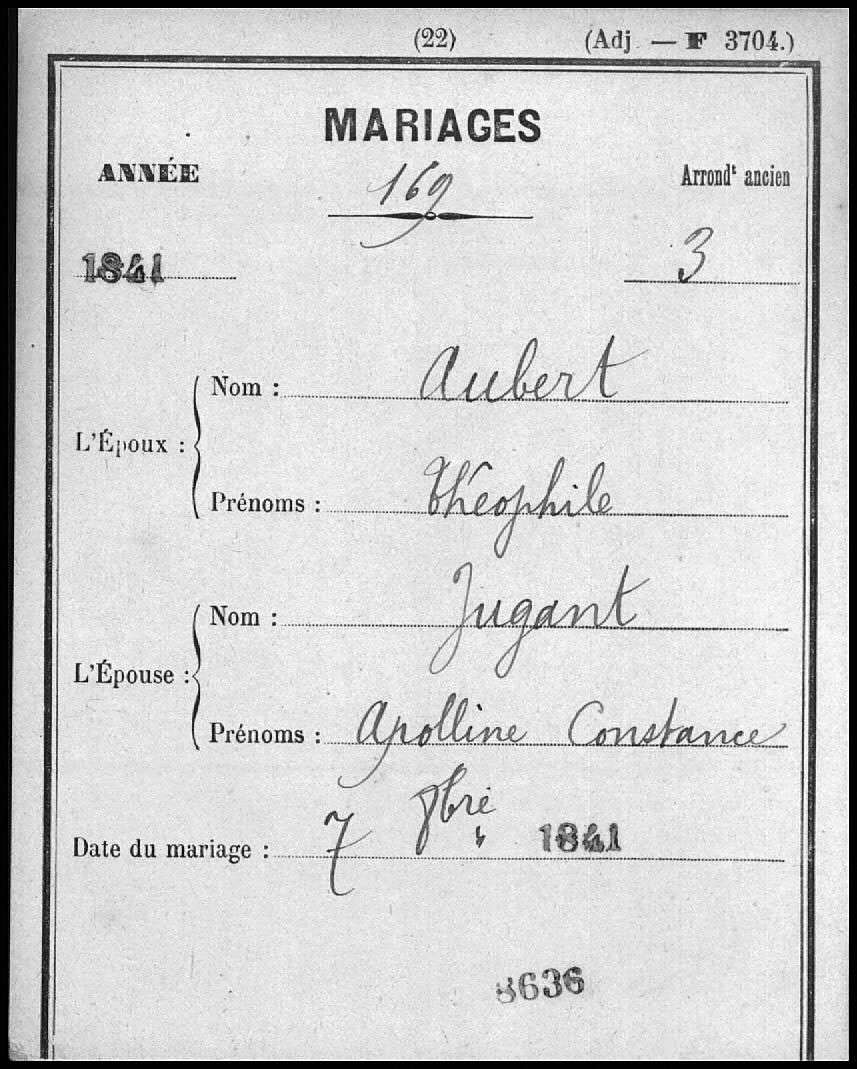 (22) (Adj. — F 3704.)
MARIAGES
ANNÉE 169 Arrondt ancien
1841 3
Nom : Aubert
L'Époux :
Prénoms : Théophile
Nom : Jugant
L'Épouse :
Prénoms : Apolline Constance
Date du mariage : 7 8bre 1841
8636